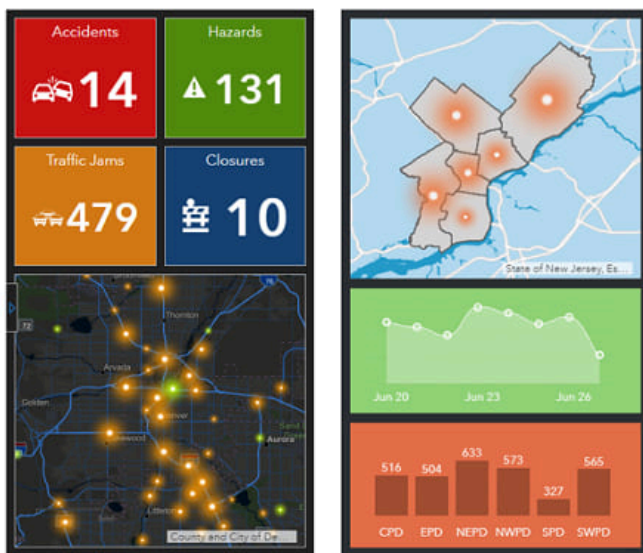 Accidents
14
Hazards
131
Traffic Jams
479
Closures
10
Thornton
72
Arvada
Golden
Lakewood
Aurora
Littleton
County and City of De...
State of New Jersey, Es...
Jun 20
Jun 23
Jun 26
516
504
633
573
327
565
CPD
EPD
NEPD
NWPD
SPD
SWPD